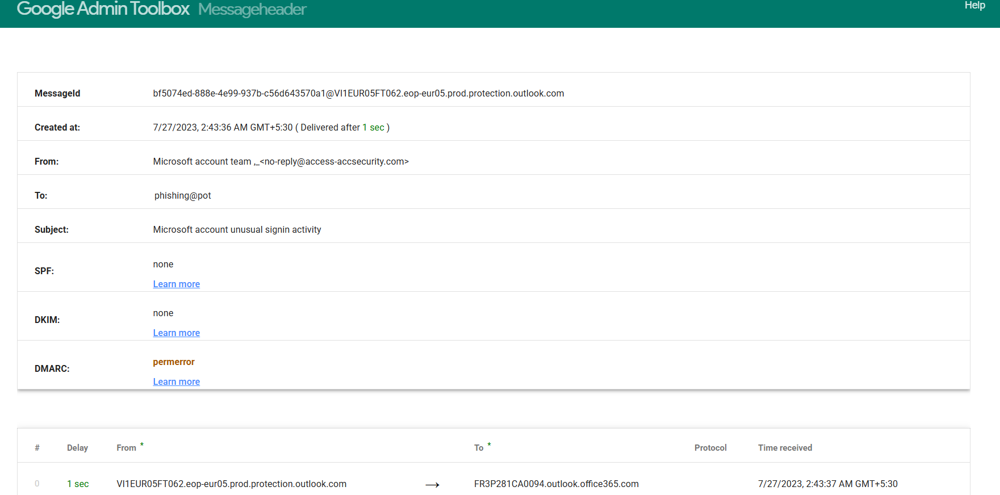 Google Admin Toolbox Messageheader Help
MessageId bf5074ed-888e-4e99-937b-c56d643570a1@VI1EUR05FT062.eop-eur05.prod.protection.outlook.com
Created at: 7/27/2023, 2:43:36 AM GMT+5:30 ( Delivered after 1 sec )
From: Microsoft account team ,_<no-reply@access-accsecurity.com>
To: phishing@pot
Subject: Microsoft account unusual signin activity
SPF: none
Learn more
DKIM: none
Learn more
DMARC: permerror
Learn more
# Delay From * To * Protocol Time received
0 1 sec VI1EUR05FT062.eop-eur05.prod.protection.outlook.com → FR3P281CA0094.outlook.office365.com 7/27/2023, 2:43:37 AM GMT+5:30